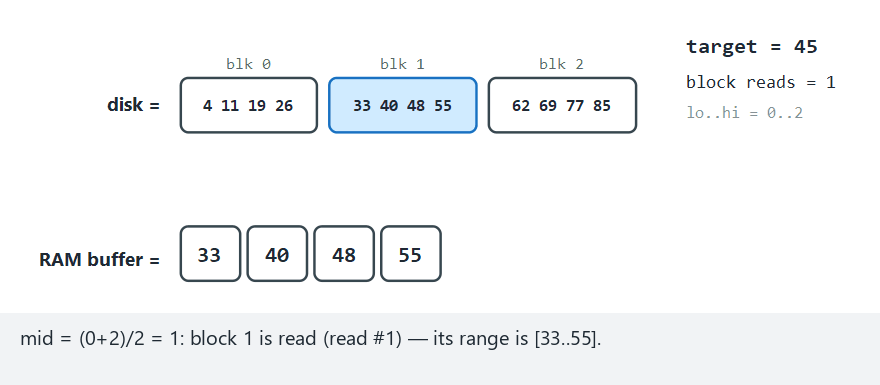 target = 45
blk 0 blk 1 blk 2
block reads = 1
disk = 4 11 19 26 33 40 48 55 62 69 77 85
lo..hi = 0..2
RAM buffer = 33 40 48 55
mid = (0+2)/2 = 1: block 1 is read (read #1) — its range is [33..55].